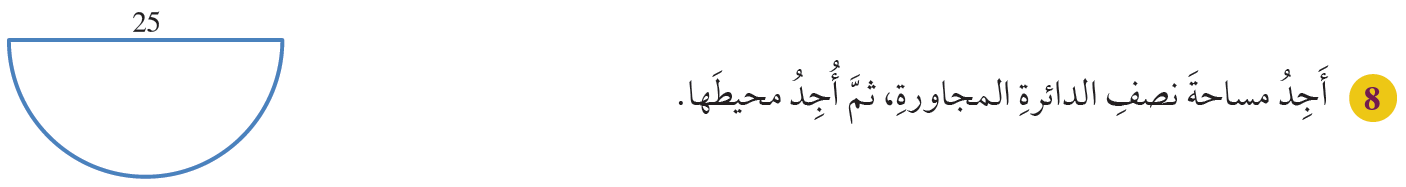 25
8 أَجِدُ مساحةَ نصفِ الدائرةِ المجاورةِ، ثمَّ أُجِدُ محيطَها.